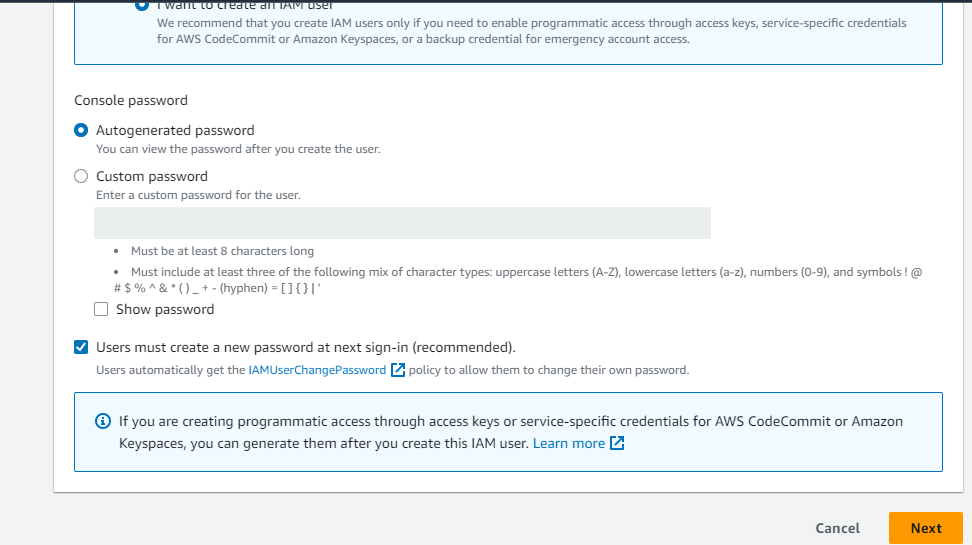 I want to create an IAM user
We recommend that you create IAM users only if you need to enable programmatic access through access keys, service-specific credentials
for AWS CodeCommit or Amazon Keyspaces, or a backup credential for emergency account access.
Console password
Autogenerated password
You can view the password after you create the user.
Custom password
Enter a custom password for the user.
• Must be at least 8 characters long
• Must include at least three of the following mix of character types: uppercase letters (A-Z), lowercase letters (a-z), numbers (0-9), and symbols ! @
# $ % ^ & * ( ) _ + - (hyphen) = [ ] { } | '
Show password
Users must create a new password at next sign-in (recommended).
Users automatically get the IAMUserChangePassword policy to allow them to change their own password.
If you are creating programmatic access through access keys or service-specific credentials for AWS CodeCommit or Amazon
Keyspaces, you can generate them after you create this IAM user. Learn more
Cancel Next